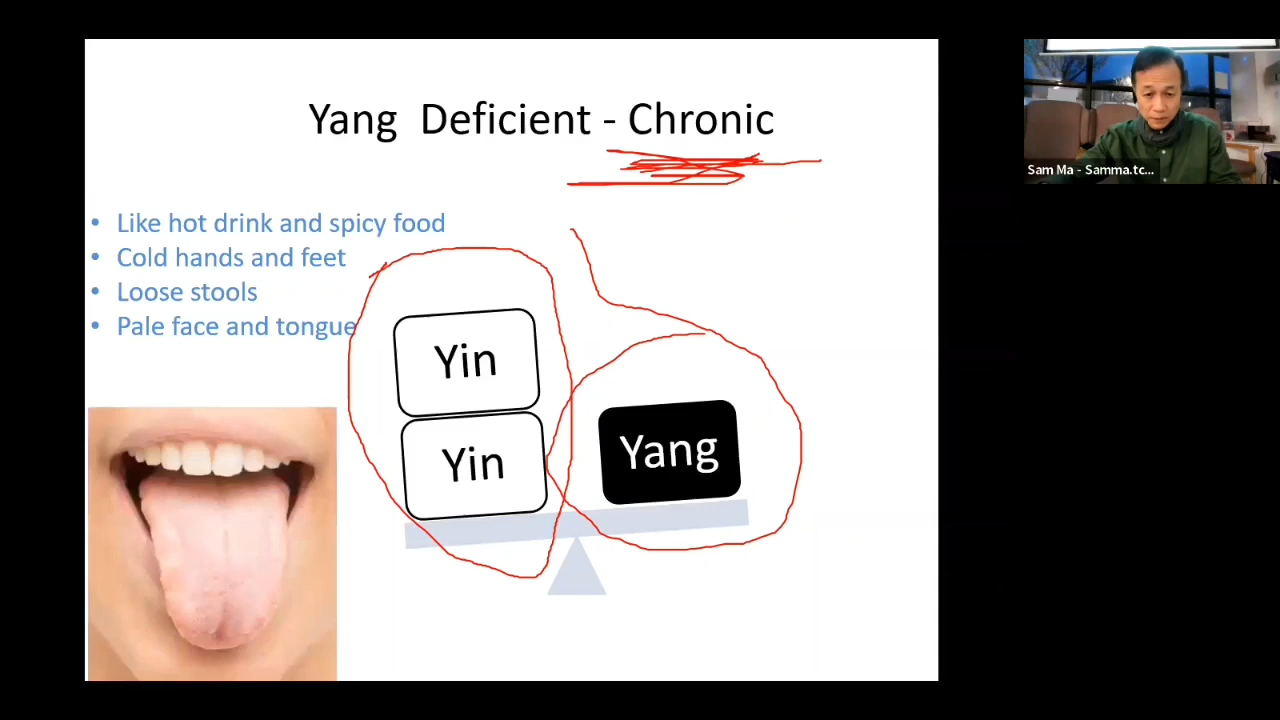 Yang Deficient - Chronic
• Like hot drink and spicy food
• Cold hands and feet
• Loose stools
• Pale face and tongue
Yin
Yin
Yang
Sam Ma - Samma.tc...